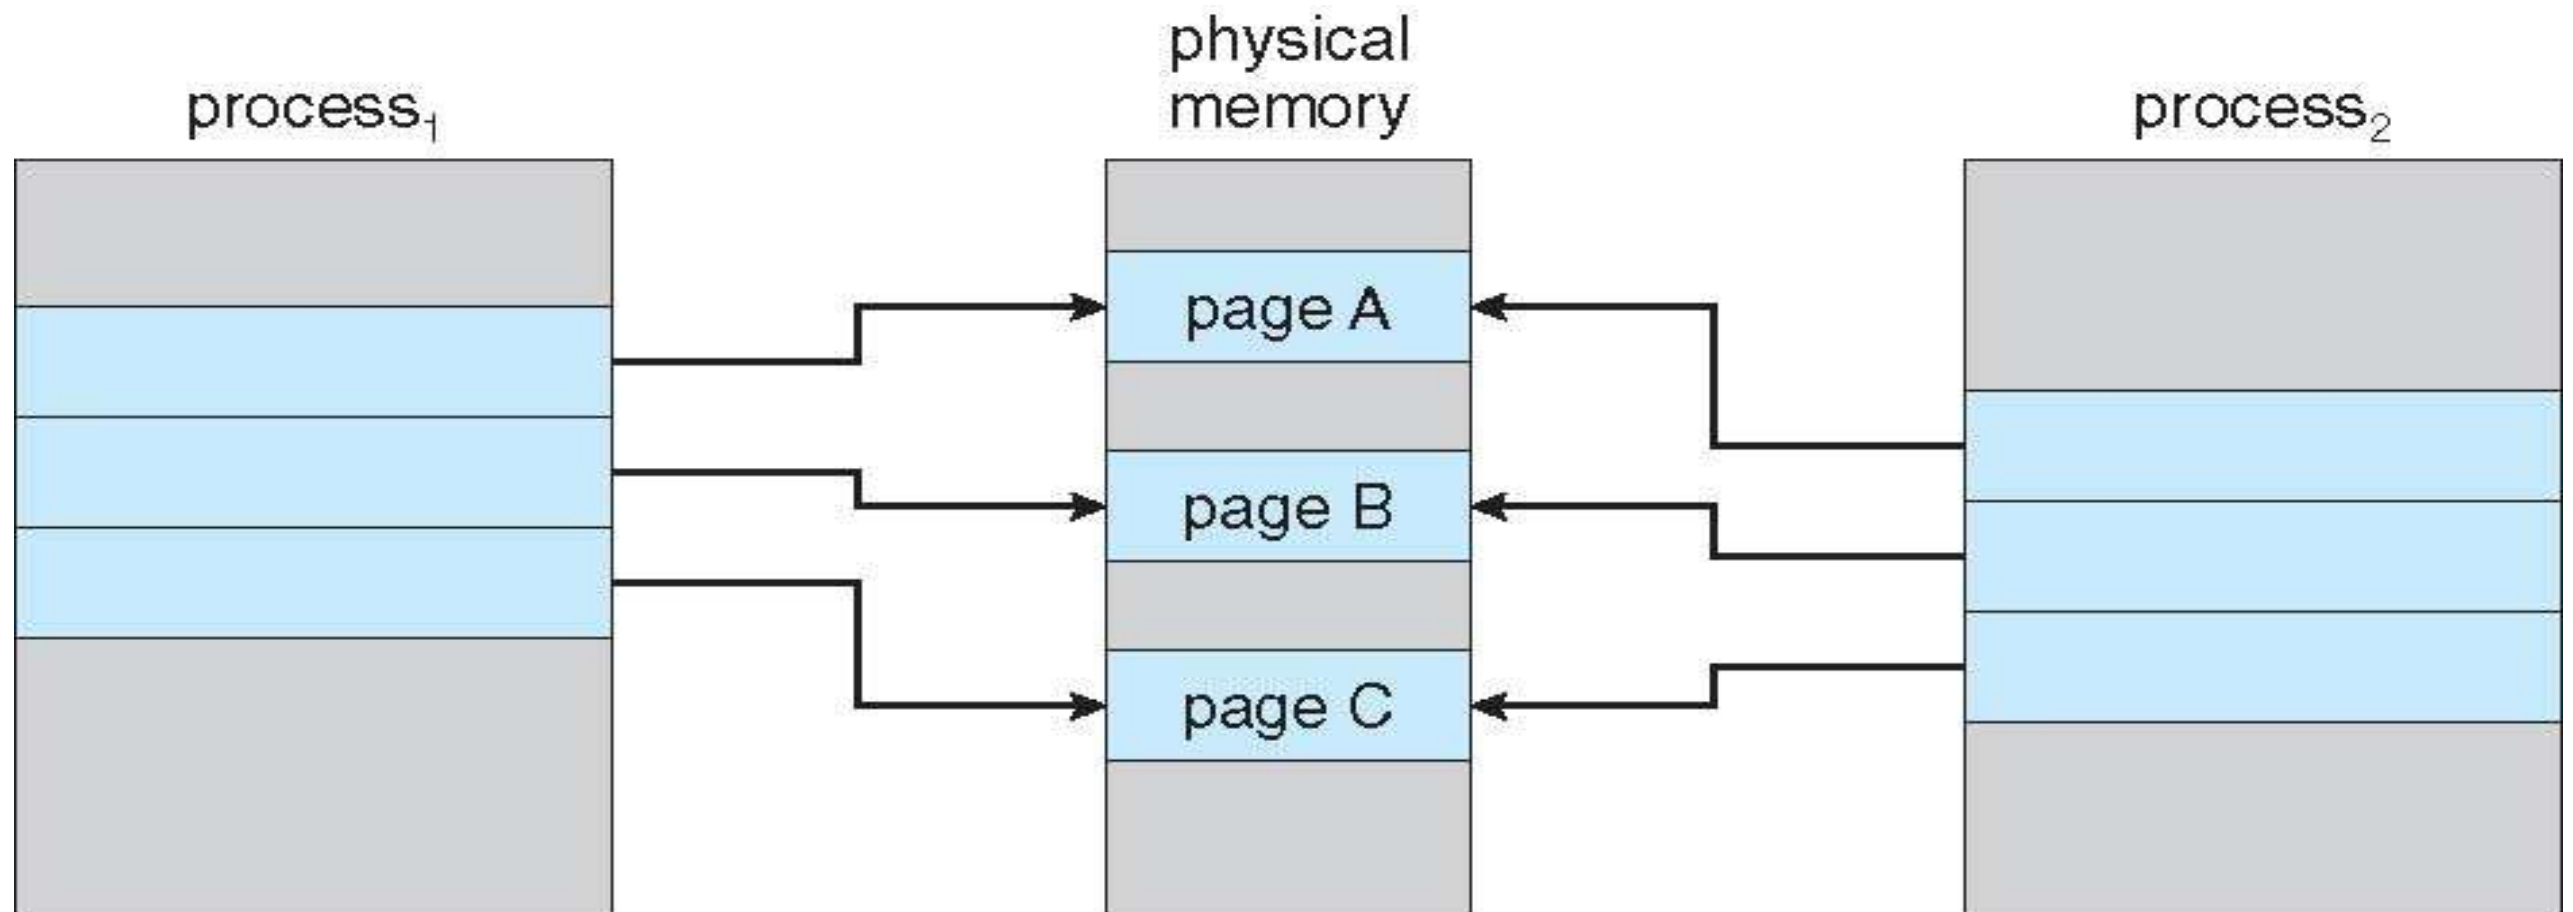 physical
memory
process₁
process₂
page A
page B
page C